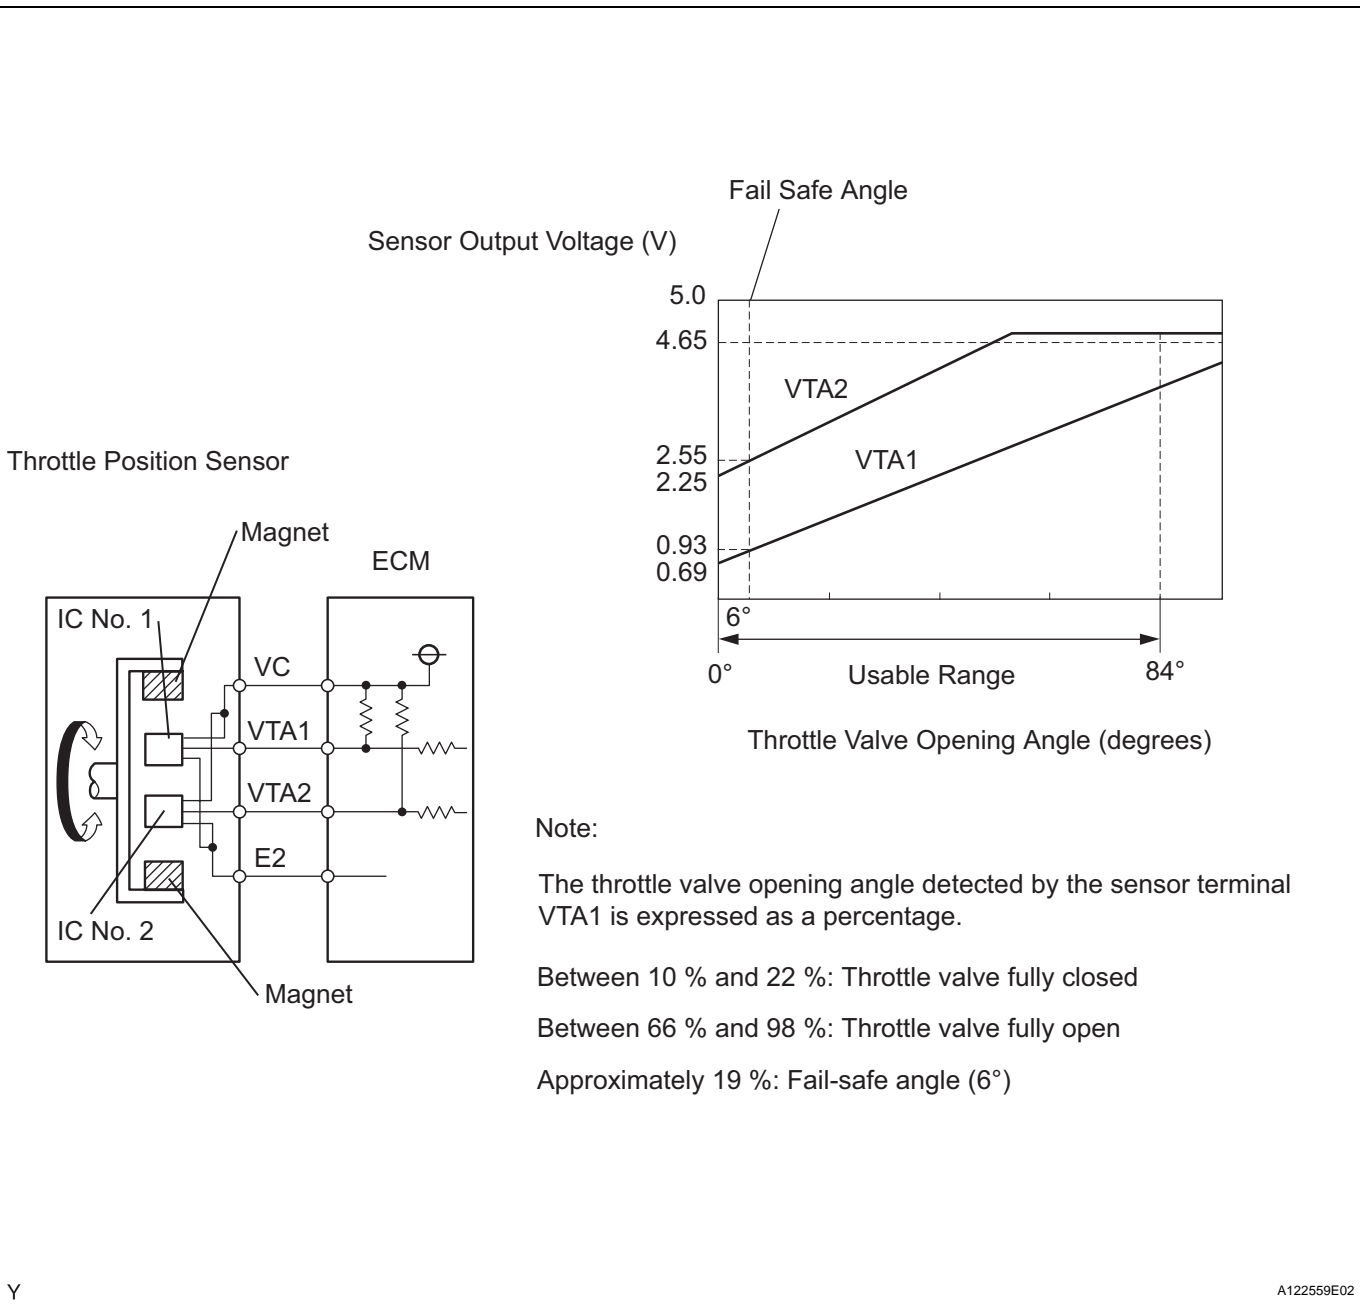 Fail Safe Angle
Sensor Output Voltage (V)
5.0
4.65
VTA2
2.55
VTA1
2.25
0.93
0.69
6°
0°
Usable Range
84°
Throttle Valve Opening Angle (degrees)
Throttle Position Sensor
Magnet
ECM
IC No. 1
VC
VTA1
VTA2
E2
IC No. 2
Magnet
Note:
The throttle valve opening angle detected by the sensor terminal
VTA1 is expressed as a percentage.
Between 10 % and 22 %: Throttle valve fully closed
Between 66 % and 98 %: Throttle valve fully open
Approximately 19 %: Fail-safe angle (6°)
Y
A122559E02